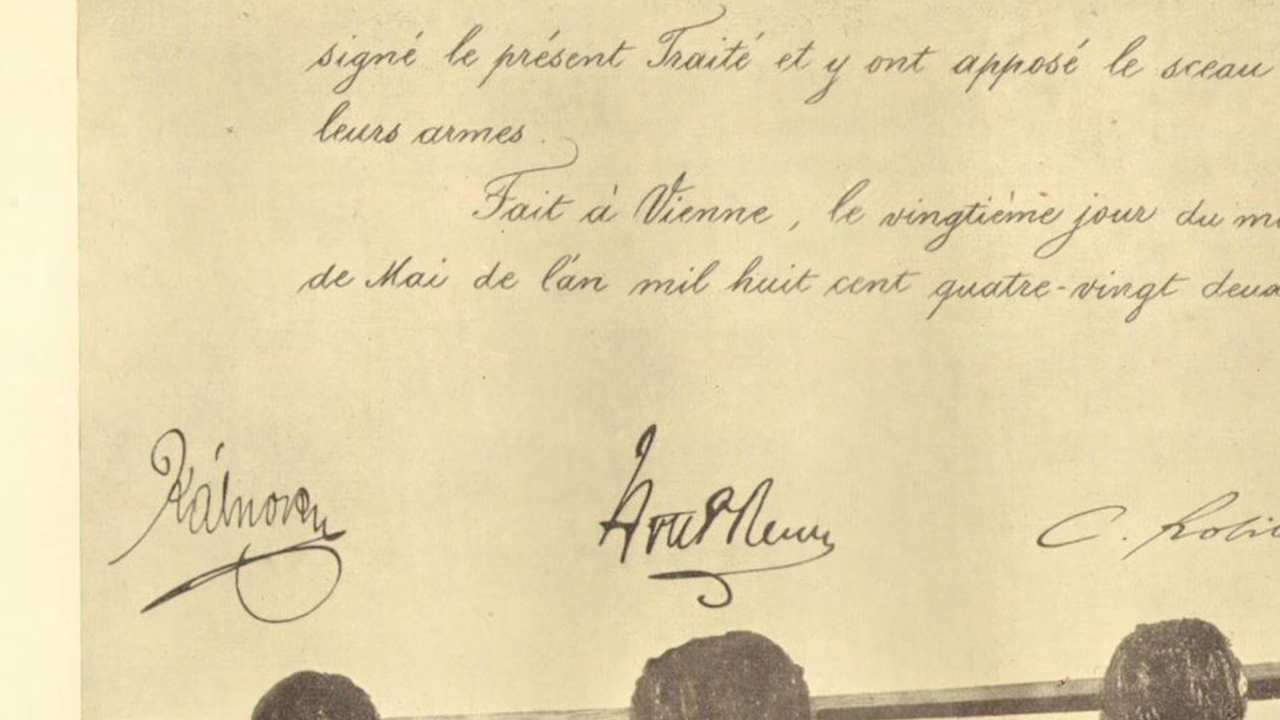 signé le présent Traité et y ont apposé le sceau
leurs armes.
Fait à Vienne, le vingtième jour du
de Mai de l'an mil huit cent quatre-vingt
Kálnoky
C.